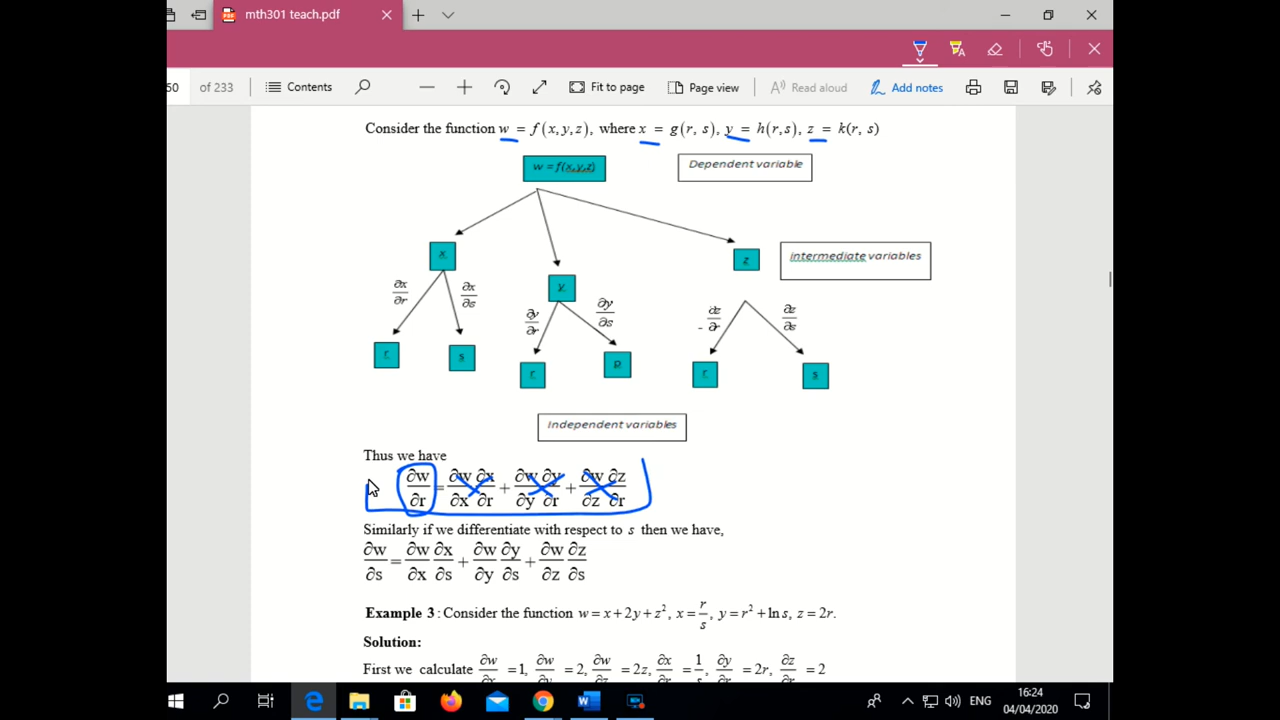 mth301 teach.pdf
50 of 233 Contents Fit to page Page view Read aloud Add notes
Consider the function w = f (x, y, z), where x = g(r, s), y = h(r,s), z = k(r, s)
w = f(x,y,z)
Dependent variable
x
y
z
intermediate variables
∂x/∂r ∂x/∂s ∂y/∂r ∂y/∂s ∂z/∂r ∂z/∂s
r s r p r s
Independent variables
Thus we have
∂w/∂r = ∂w/∂x ∂x/∂r + ∂w/∂y ∂y/∂r + ∂w/∂z ∂z/∂r
Similarly if we differentiate with respect to s then we have,
∂w/∂s = ∂w/∂x ∂x/∂s + ∂w/∂y ∂y/∂s + ∂w/∂z ∂z/∂s
Example 3 : Consider the function w = x + 2y + z², x = r/s, y = r² + ln s, z = 2r.
Solution:
First we calculate ∂w/∂x = 1, ∂w/∂y = 2, ∂w/∂z = 2z, ∂x/∂r = 1/s, ∂y/∂r = 2r, ∂z/∂r = 2
ENG
16:24
04/04/2020